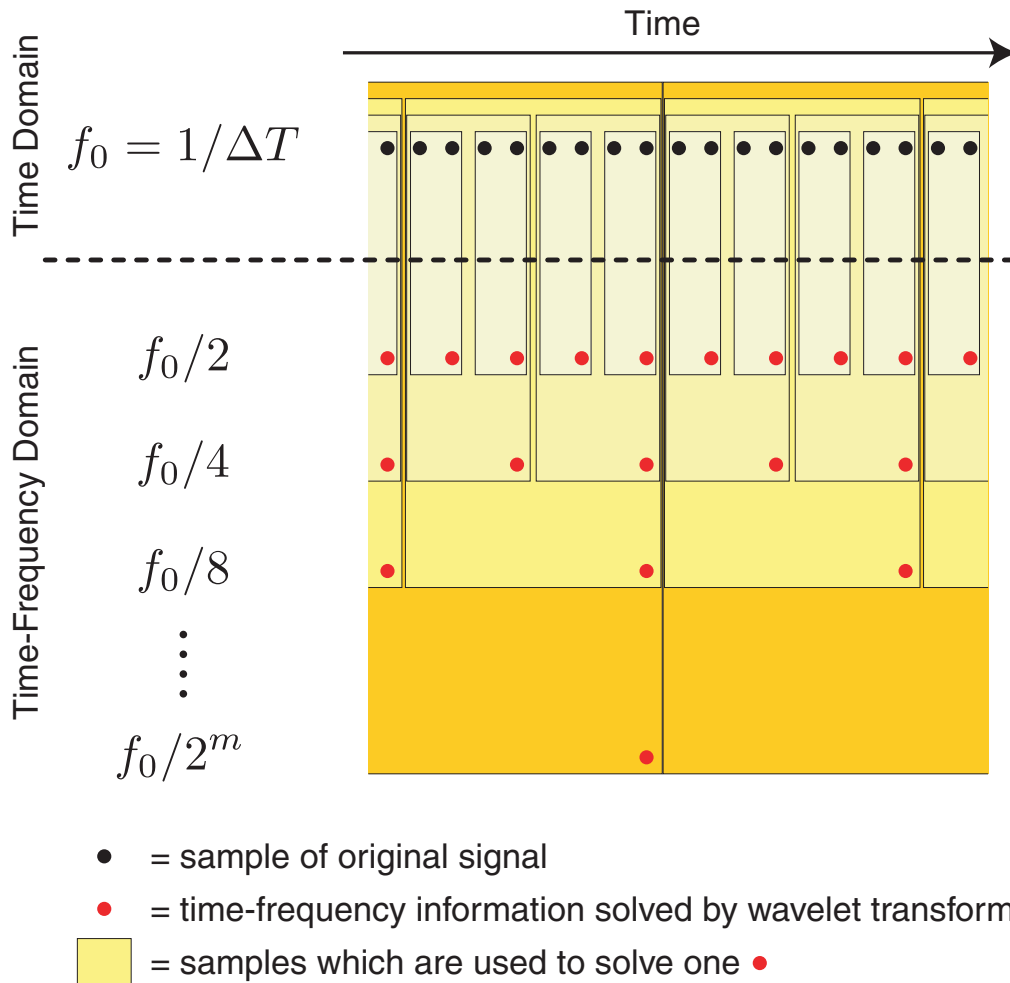 Time
Time Domain
f₀ = 1/ΔT
Time-Frequency Domain
f₀/2
f₀/4
f₀/8
f₀/2ᵐ
= sample of original signal
= time-frequency information solved by wavelet transform
= samples which are used to solve one